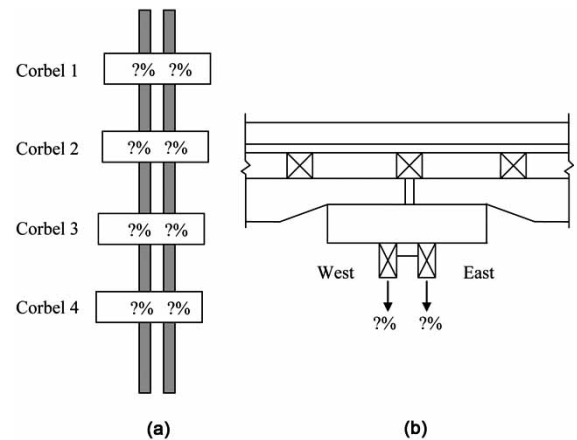 Corbel 1 ?% ?%
Corbel 2 ?% ?%
Corbel 3 ?% ?%
Corbel 4 ?% ?%
(a)
West East
?% ?%
(b)